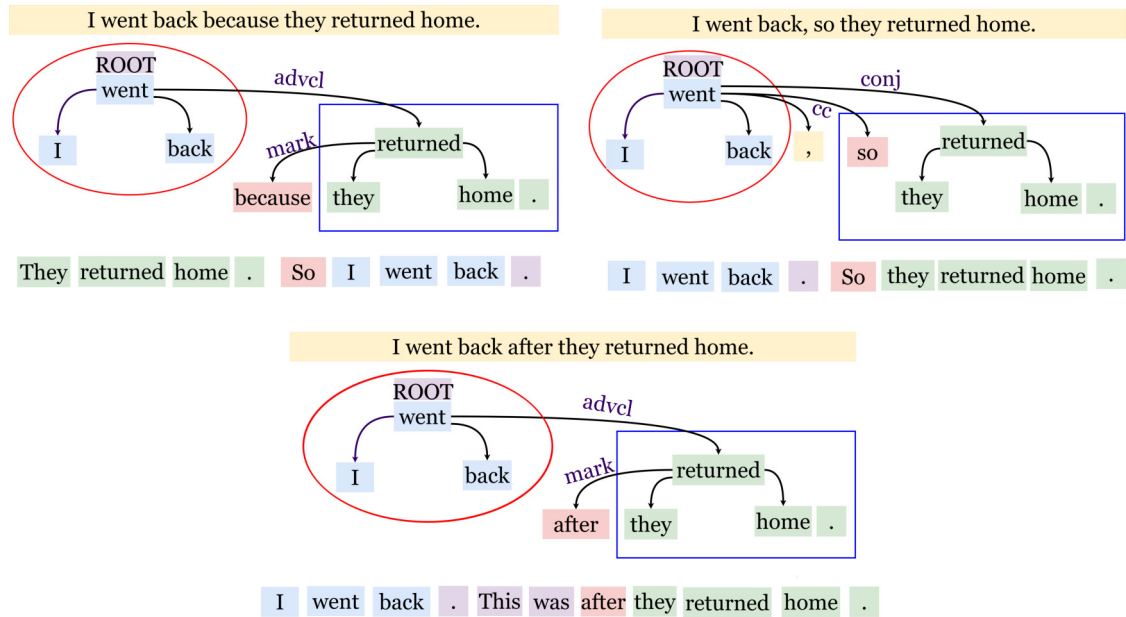 I went back because they returned home.
ROOT
went
advcl
I
back
mark
returned
because
they
home
.
They returned home . So I went back .
I went back, so they returned home.
ROOT
went
conj
cc
I
back
,
so
returned
they
home
.
I went back . So they returned home .
I went back after they returned home.
ROOT
went
advcl
I
back
mark
returned
after
they
home
.
I went back . This was after they returned home .